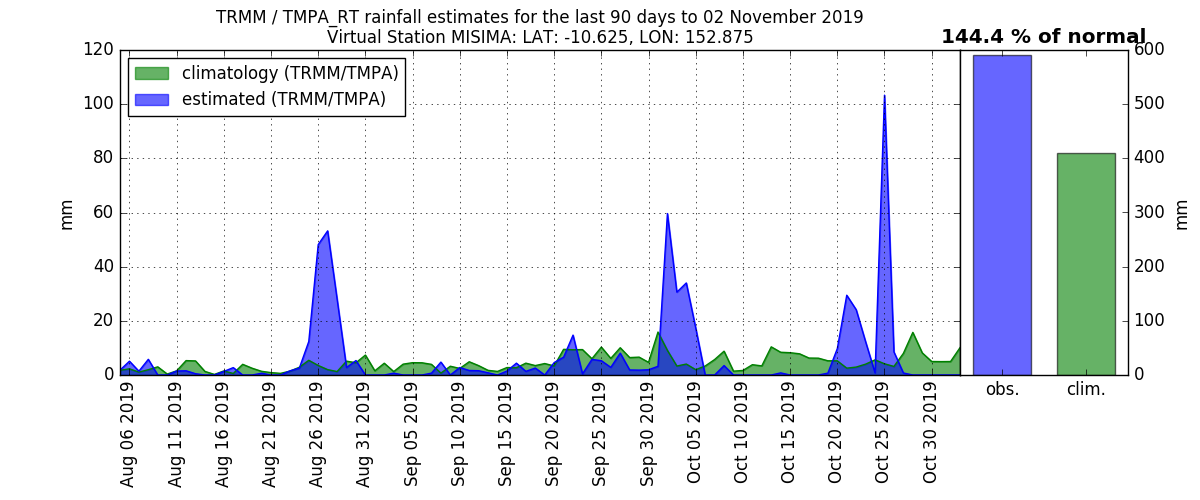 TRMM / TMPA_RT rainfall estimates for the last 90 days to 02 November 2019
Virtual Station MISIMA: LAT: -10.625, LON: 152.875
144.4 % of normal
climatology (TRMM/TMPA)
estimated (TRMM/TMPA)
120
100
80
60
40
20
0
mm
600
500
400
300
200
100
0
mm
Aug 06 2019
Aug 11 2019
Aug 16 2019
Aug 21 2019
Aug 26 2019
Aug 31 2019
Sep 05 2019
Sep 10 2019
Sep 15 2019
Sep 20 2019
Sep 25 2019
Sep 30 2019
Oct 05 2019
Oct 10 2019
Oct 15 2019
Oct 20 2019
Oct 25 2019
Oct 30 2019
obs.
clim.